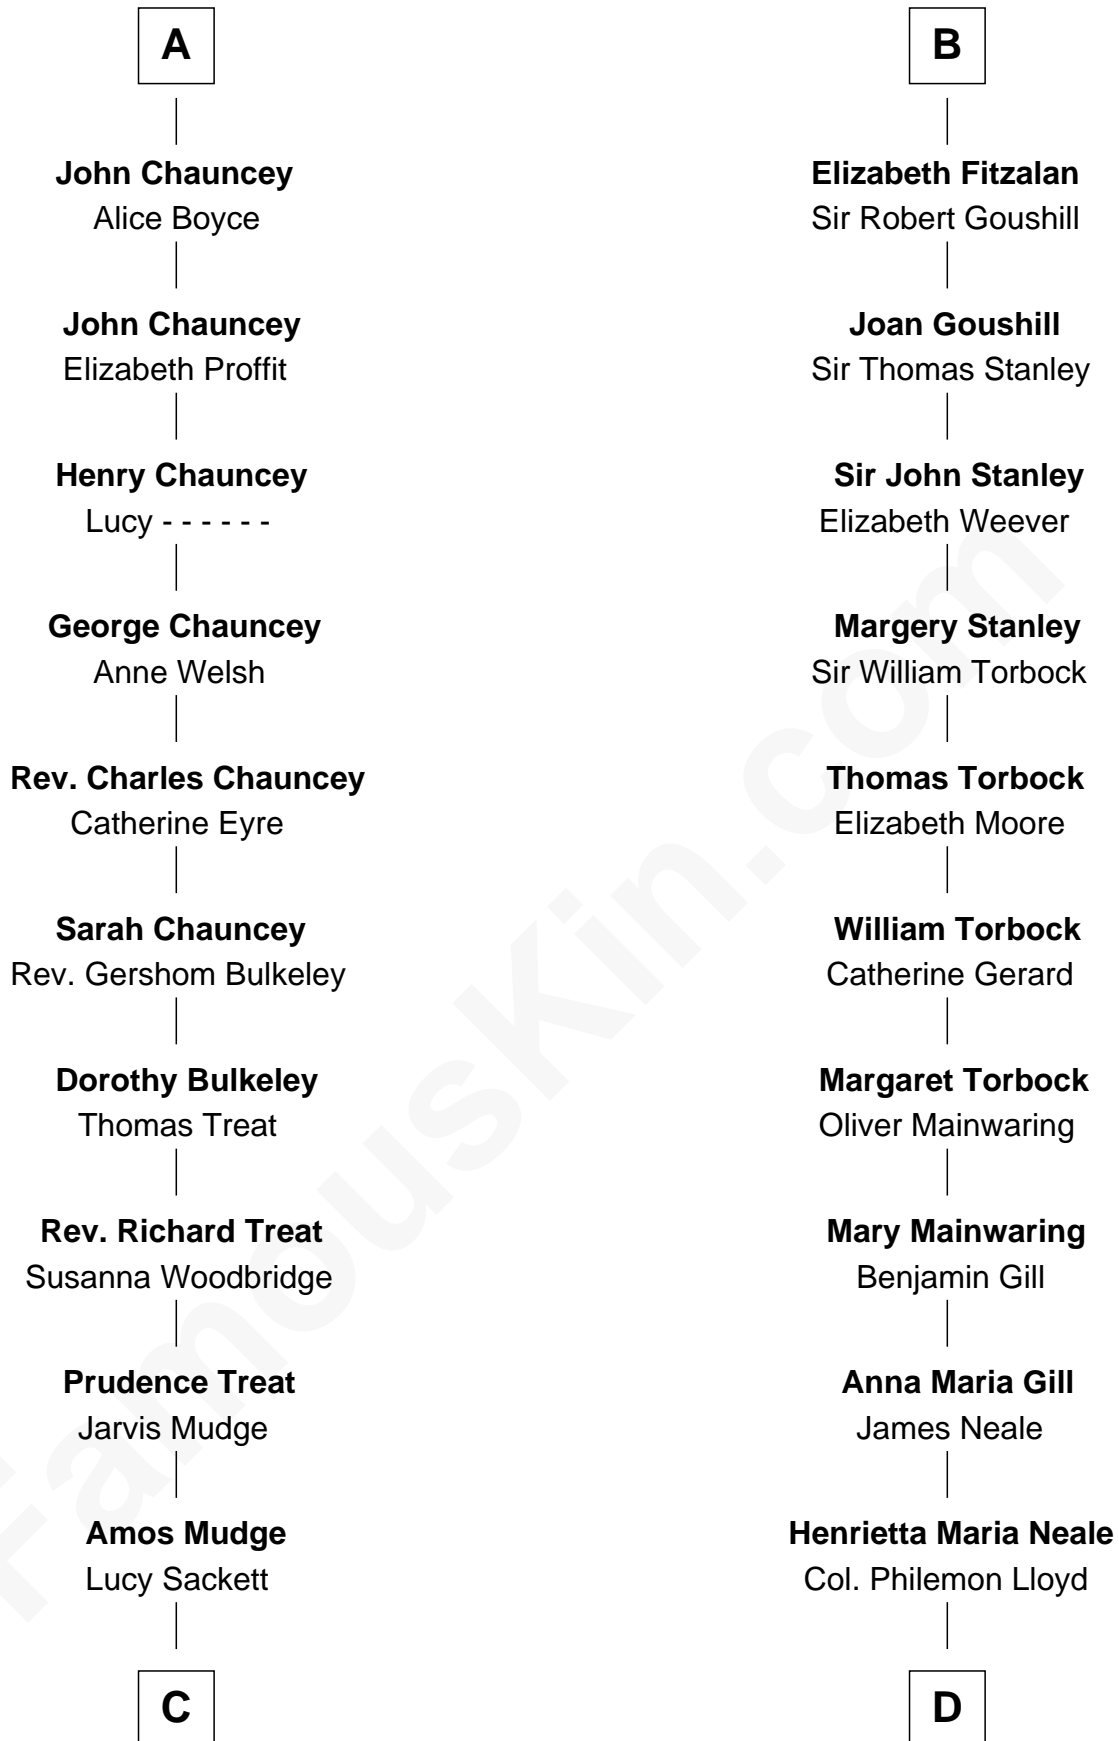 A
John Chauncey
Alice Boyce
John Chauncey
Elizabeth Proffit
Henry Chauncey
Lucy - - - - - -
George Chauncey
Anne Welsh
Rev. Charles Chauncey
Catherine Eyre
Sarah Chauncey
Rev. Gershom Bulkeley
Dorothy Bulkeley
Thomas Treat
Rev. Richard Treat
Susanna Woodbridge
Prudence Treat
Jarvis Mudge
Amos Mudge
Lucy Sackett
C
B
Elizabeth Fitzalan
Sir Robert Goushill
Joan Goushill
Sir Thomas Stanley
Sir John Stanley
Elizabeth Weever
Margery Stanley
Sir William Torbock
Thomas Torbock
Elizabeth Moore
William Torbock
Catherine Gerard
Margaret Torbock
Oliver Mainwaring
Mary Mainwaring
Benjamin Gill
Anna Maria Gill
James Neale
Henrietta Maria Neale
Col. Philemon Lloyd
D
FamousKin.com